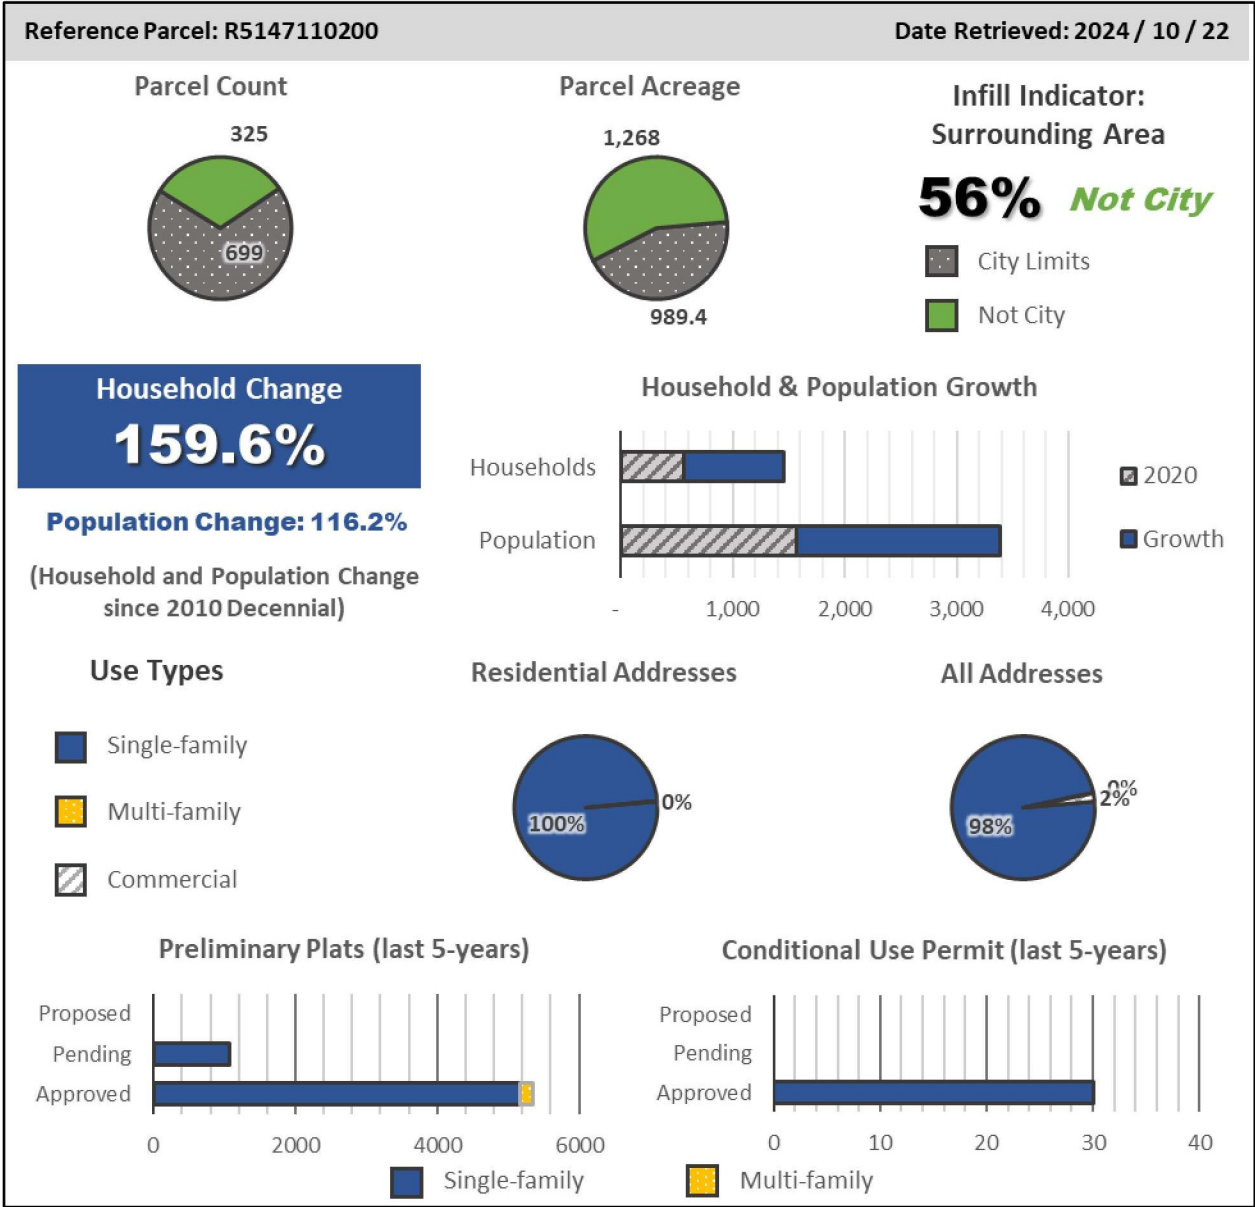 Reference Parcel: R5147110200
Date Retrieved: 2024 / 10 / 22
Parcel Count
325
699
Parcel Acreage
1,268
989.4
Infill Indicator:
Surrounding Area
56% Not City
City Limits
Not City
Household Change
159.6%
Population Change: 116.2%
(Household and Population Change
since 2010 Decennial)
Household & Population Growth
Households
Population
- 1,000 2,000 3,000 4,000
2020
Growth
Use Types
Single-family
Multi-family
Commercial
Residential Addresses
0%
100%
All Addresses
0%
2%
98%
Preliminary Plats (last 5-years)
Proposed
Pending
Approved
0 2000 4000 6000
Conditional Use Permit (last 5-years)
Proposed
Pending
Approved
0 10 20 30 40
Single-family
Multi-family